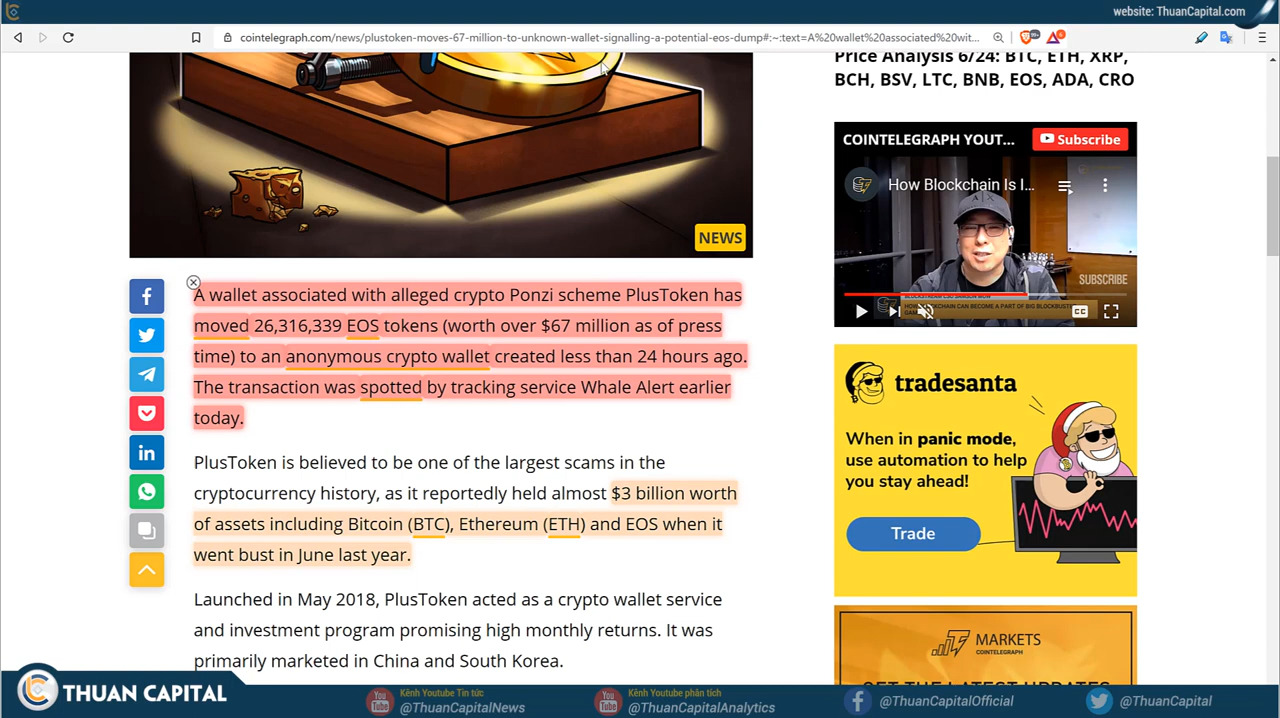 website: ThuanCapital.com
cointelegraph.com/news/plustoken-moves-67-million-to-unknown-wallet-signalling-a-potential-eos-dump#:~:text=A%20wallet%20associated%20wit...
99+
6
Price Analysis 6/24: BTC, ETH, XRP,
BCH, BSV, LTC, BNB, EOS, ADA, CRO
NEWS
COINTELEGRAPH YOUT...
Subscribe
How Blockchain Is I...
SUBSCRIBE
CC
A wallet associated with alleged crypto Ponzi scheme PlusToken has
moved 26,316,339 EOS tokens (worth over $67 million as of press
time) to an anonymous crypto wallet created less than 24 hours ago.
The transaction was spotted by tracking service Whale Alert earlier
today.
PlusToken is believed to be one of the largest scams in the
cryptocurrency history, as it reportedly held almost $3 billion worth
of assets including Bitcoin (BTC), Ethereum (ETH) and EOS when it
went bust in June last year.
Launched in May 2018, PlusToken acted as a crypto wallet service
and investment program promising high monthly returns. It was
primarily marketed in China and South Korea.
tradesanta
When in panic mode,
use automation to help
you stay ahead!
Trade
MARKETS
COINTELEGRAPH
GET THE LATEST UPDATES
THUAN CAPITAL
You Tube
Kênh Youtube Tin tức
@ThuanCapitalNews
You Tube
Kênh Youtube phân tích
@ThuanCapitalAnalytics
@ThuanCapitalOfficial
@ThuanCapital